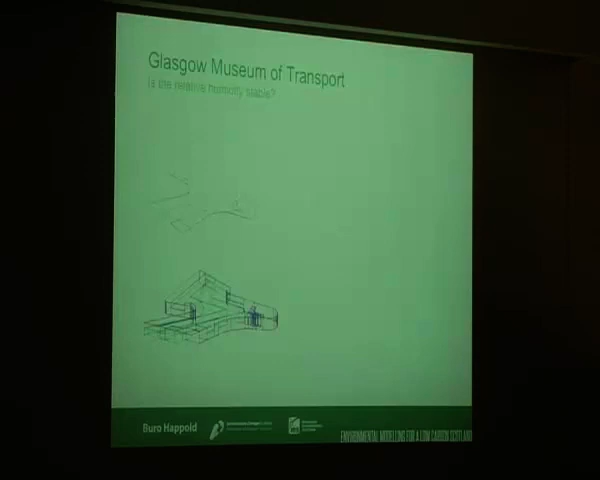 Glasgow Museum of Transport
Is the relative humidity stable?
Buro Happold
ENVIRONMENTAL MODELLING FOR A LOW CARBON SCOTLAND